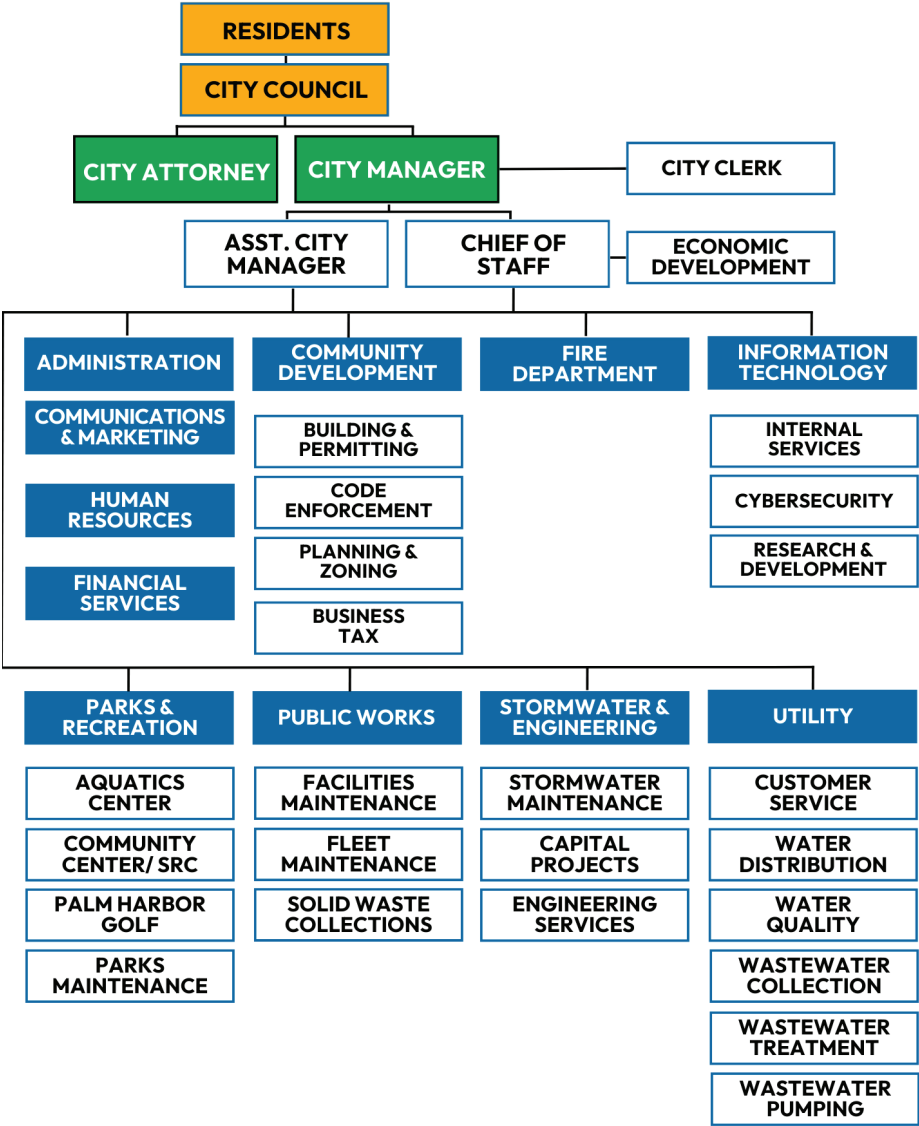 RESIDENTS
CITY COUNCIL
CITY ATTORNEY
CITY MANAGER
CITY CLERK
ASST. CITY
MANAGER
CHIEF OF
STAFF
ECONOMIC
DEVELOPMENT
ADMINISTRATION
COMMUNICATIONS
& MARKETING
HUMAN
RESOURCES
FINANCIAL
SERVICES
COMMUNITY
DEVELOPMENT
BUILDING &
PERMITTING
CODE
ENFORCEMENT
PLANNING &
ZONING
BUSINESS
TAX
FIRE
DEPARTMENT
INFORMATION
TECHNOLOGY
INTERNAL
SERVICES
CYBERSECURITY
RESEARCH &
DEVELOPMENT
PARKS &
RECREATION
AQUATICS
CENTER
COMMUNITY
CENTER/ SRC
PALM HARBOR
GOLF
PARKS
MAINTENANCE
PUBLIC WORKS
FACILITIES
MAINTENANCE
FLEET
MAINTENANCE
SOLID WASTE
COLLECTIONS
STORMWATER &
ENGINEERING
STORMWATER
MAINTENANCE
CAPITAL
PROJECTS
ENGINEERING
SERVICES
UTILITY
CUSTOMER
SERVICE
WATER
DISTRIBUTION
WATER
QUALITY
WASTEWATER
COLLECTION
WASTEWATER
TREATMENT
WASTEWATER
PUMPING